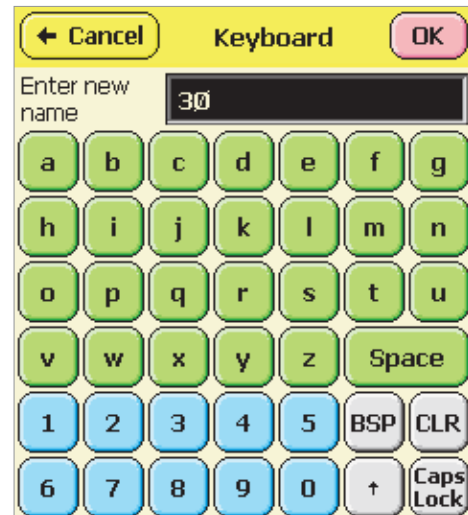 ← Cancel Keyboard OK
Enter new
name
30
a b c d e f g
h i j k l m n
o p q r s t u
v w x y z Space
1 2 3 4 5 BSP CLR
6 7 8 9 0 ↑ Caps Lock